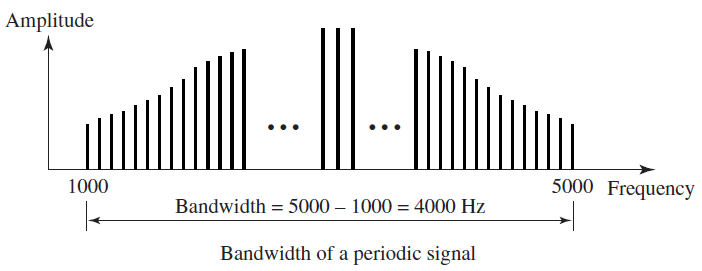 Amplitude
... ...
1000
5000 Frequency
Bandwidth = 5000 – 1000 = 4000 Hz
Bandwidth of a periodic signal